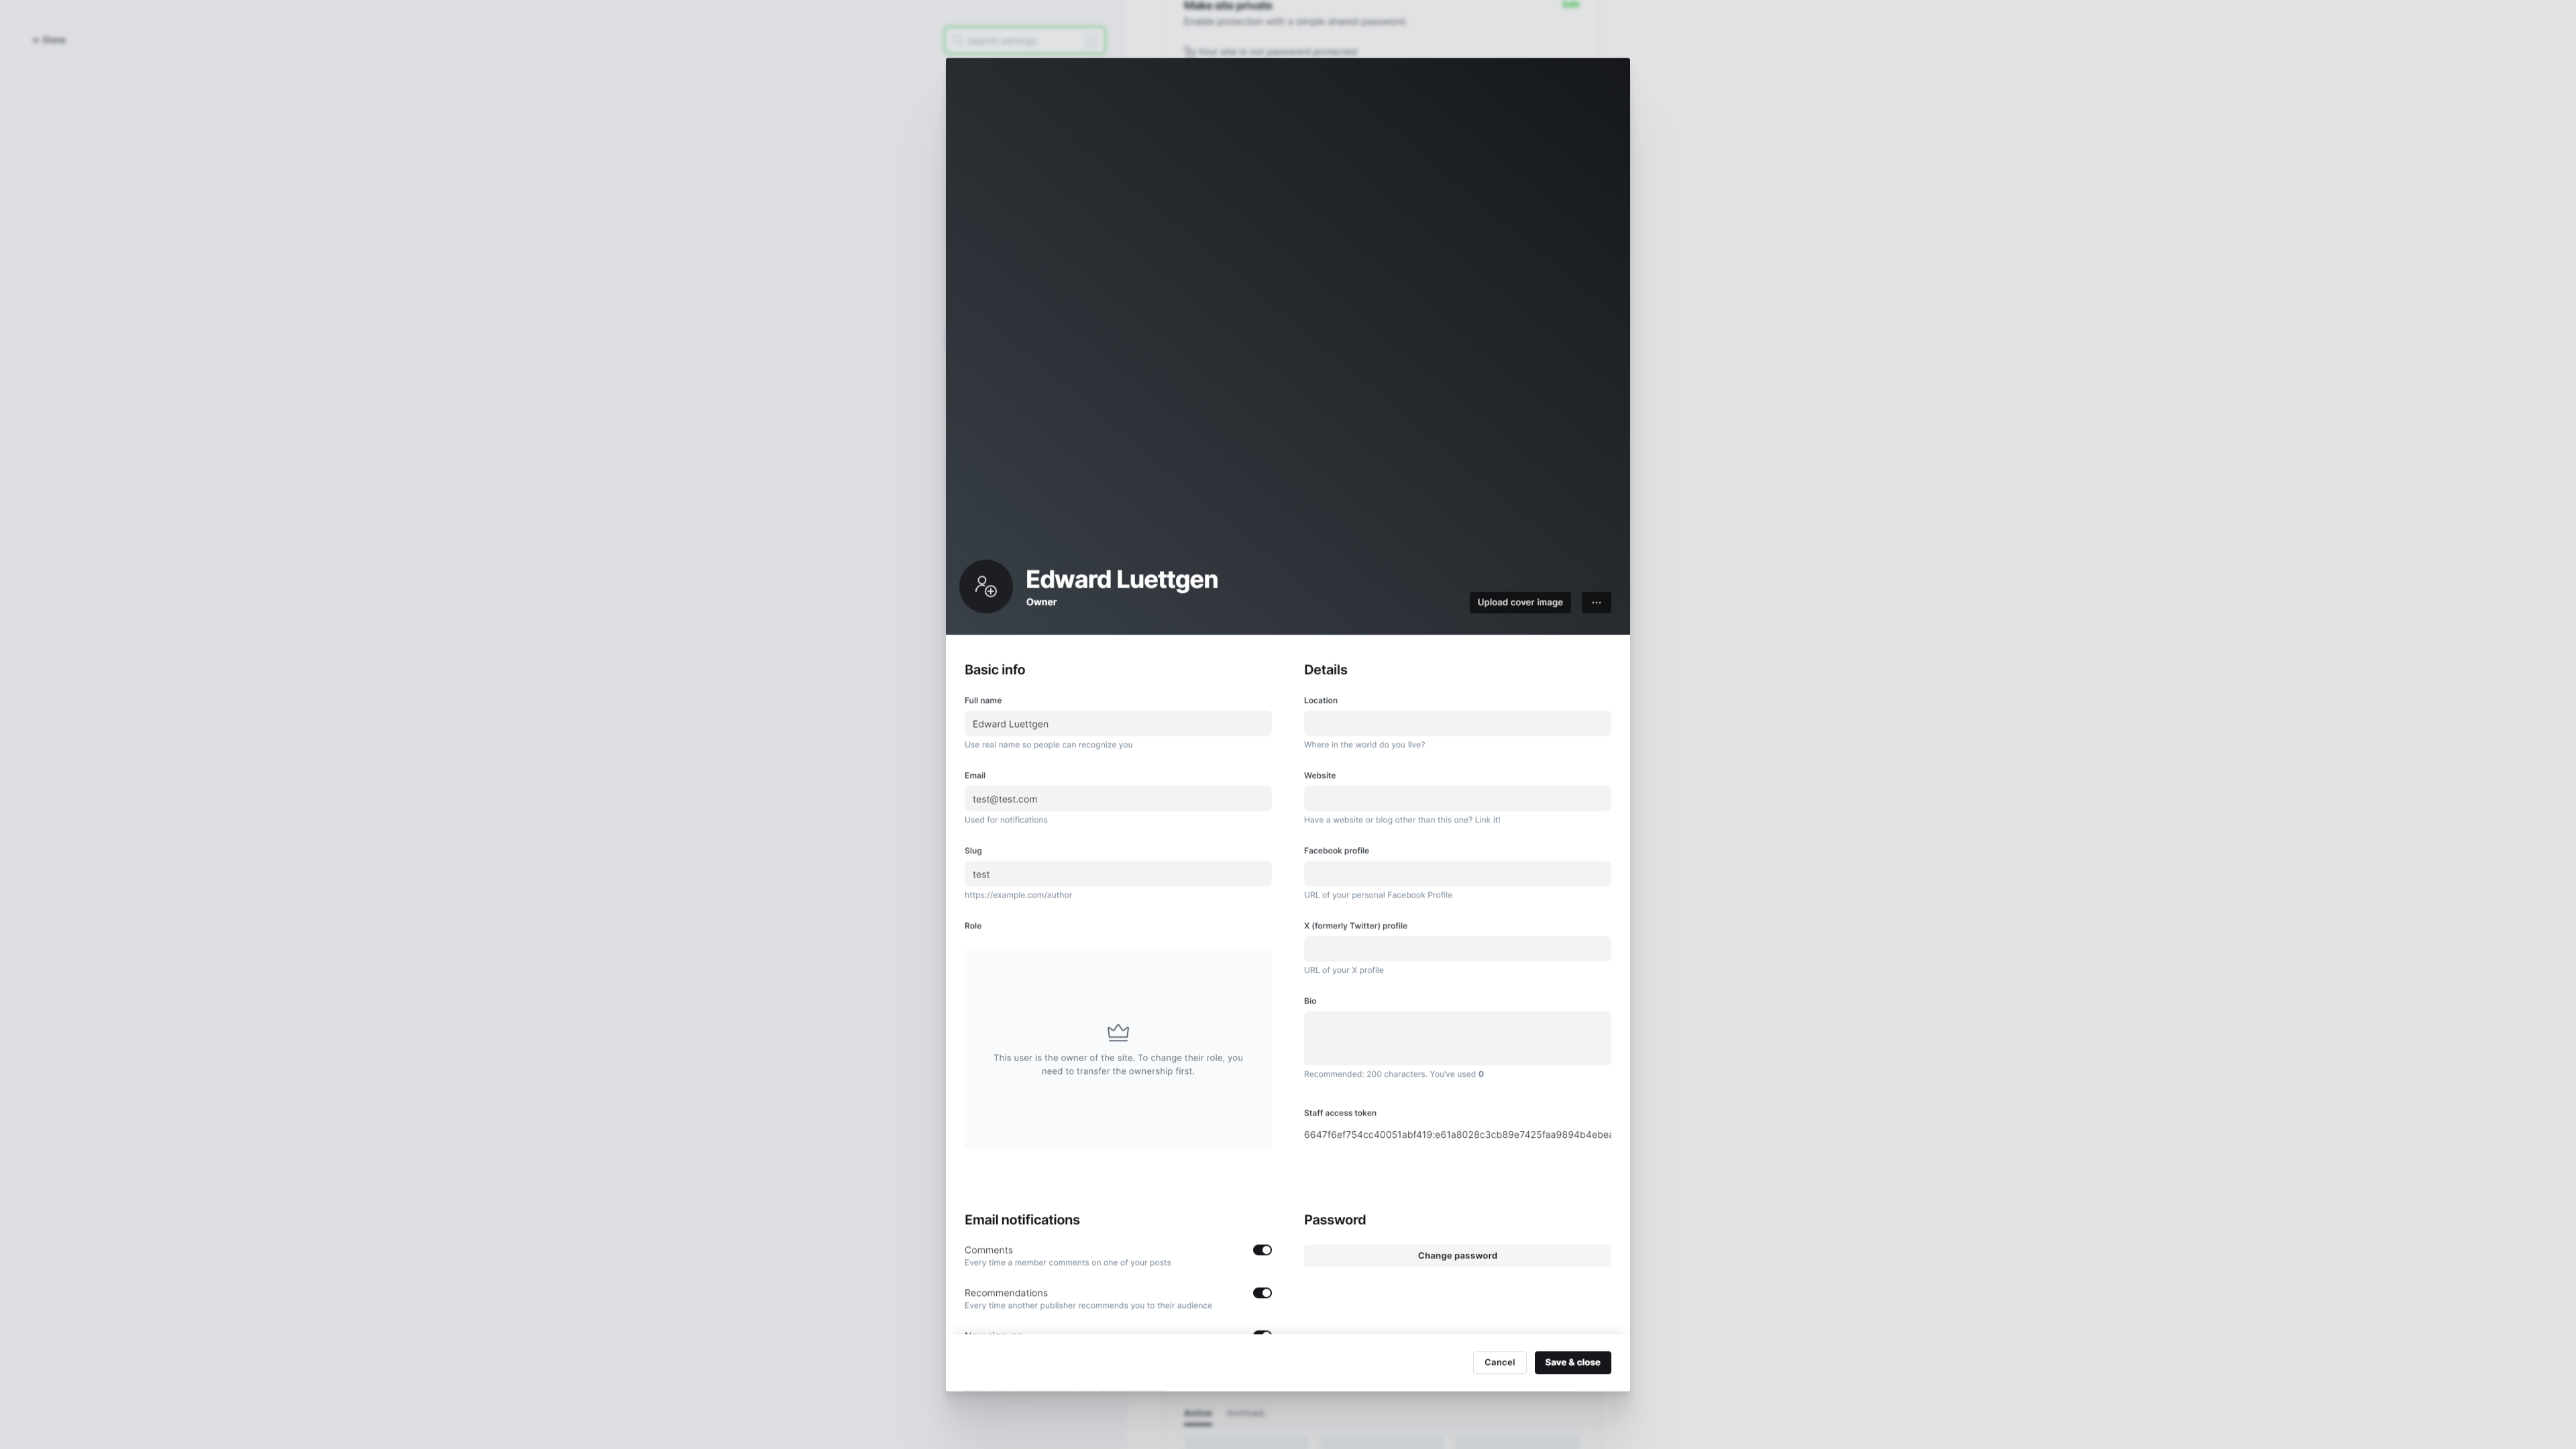 Make site private
Edit
Enable protection with a simple shared password.
← Done
Search settings
Your site is not password protected
Edward Luettgen
Owner
Upload cover image
Basic info
Full name
Edward Luettgen
Use real name so people can recognize you
Email
test@test.com
Used for notifications
Slug
test
https://example.com/author
Role
This user is the owner of the site. To change their role, you
need to transfer the ownership first.
Details
Location
Where in the world do you live?
Website
Have a website or blog other than this one? Link it!
Facebook profile
URL of your personal Facebook Profile
X (formerly Twitter) profile
URL of your X profile
Bio
Recommended: 200 characters. You've used 0
Staff access token
6647f6ef754cc40051abf419:e61a8028c3cb89e7425faa9894b4ebea
Email notifications
Comments
Every time a member comments on one of your posts
Recommendations
Every time another publisher recommends you to their audience
Password
Change password
Cancel
Save & close
Active
Archived